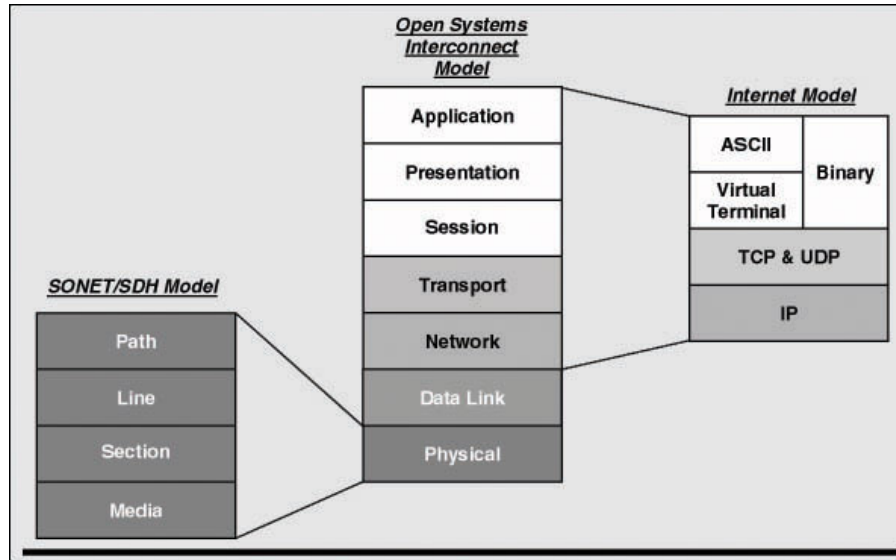 Open Systems
Interconnect
Model
Application
Presentation
Session
Transport
Network
Data Link
Physical
SONET/SDH Model
Path
Line
Section
Media
Internet Model
ASCII
Virtual
Terminal
Binary
TCP & UDP
IP